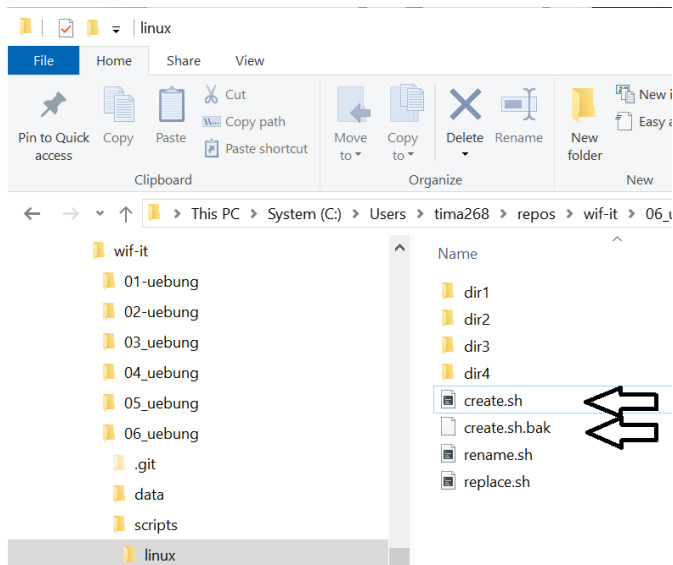 linux
File Home Share View
Pin to Quick access
Copy
Paste
Cut
Copy path
Paste shortcut
Clipboard
Move to
Copy to
Delete
Rename
Organize
New folder
New i
Easy a
New
This PC > System (C:) > Users > tima268 > repos > wif-it > 06_u
wif-it
01-uebung
02-uebung
03_uebung
04_uebung
05_uebung
06_uebung
.git
data
scripts
linux
Name
dir1
dir2
dir3
dir4
create.sh
create.sh.bak
rename.sh
replace.sh